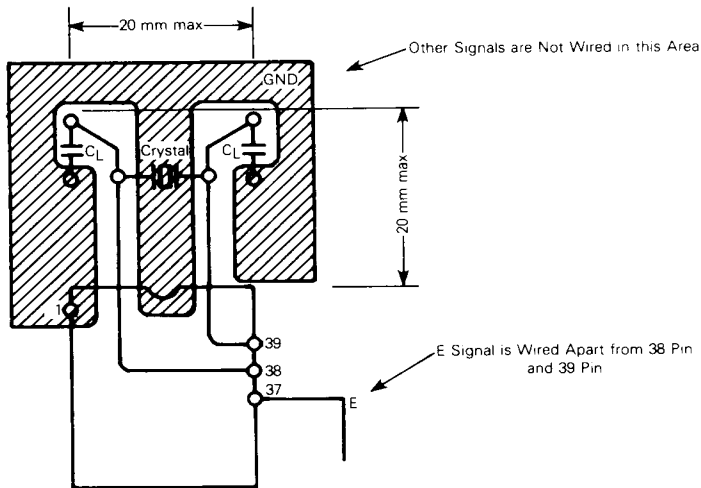 20 mm max
Other Signals are Not Wired in this Area
GND
CL
Crystal
CL
20 mm max
1
39
38
37
E
E Signal is Wired Apart from 38 Pin
and 39 Pin